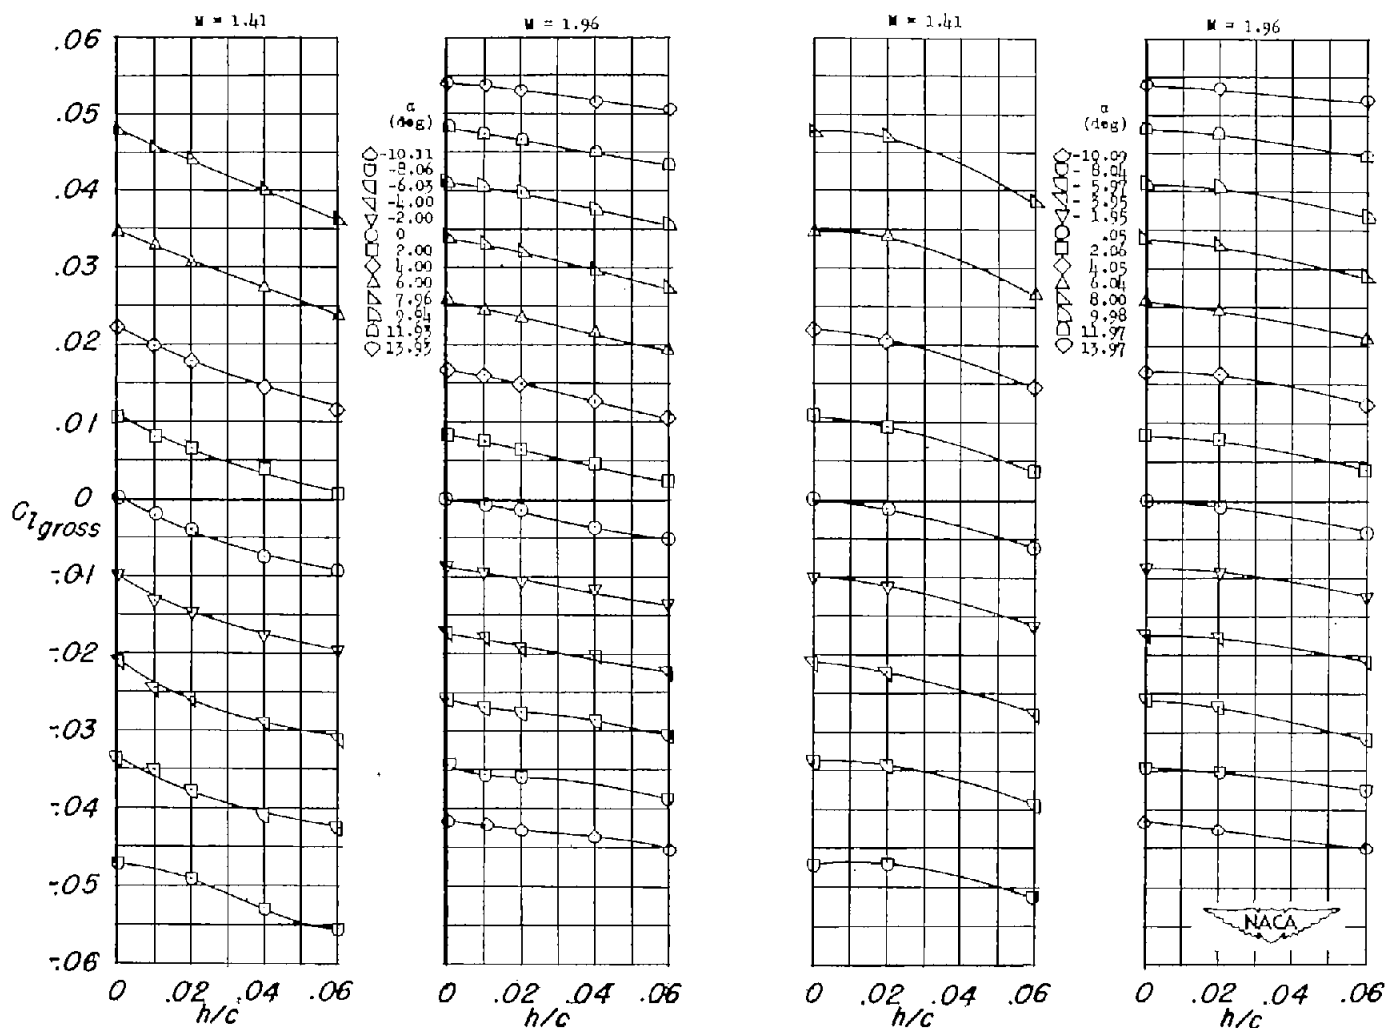 M = 1.41
M = 1.96
M = 1.41
M = 1.96
.06
.05
.04
.03
.02
.01
0
C_l gross
-.01
-.02
-.03
-.04
-.05
-.06
α
(deg)
-10.11
-8.06
-6.03
-4.00
-2.00
0
2.00
4.00
6.00
7.96
9.94
11.93
13.93
α
(deg)
-10.09
- 8.04
- 5.97
- 3.95
- 1.95
.05
2.06
4.05
6.04
8.00
9.98
11.97
13.97
NACA
0 .02 .04 .06
h/c
0 .02 .04 .06
h/c
0 .02 .04 .06
h/c
0 .02 .04 .06
h/c